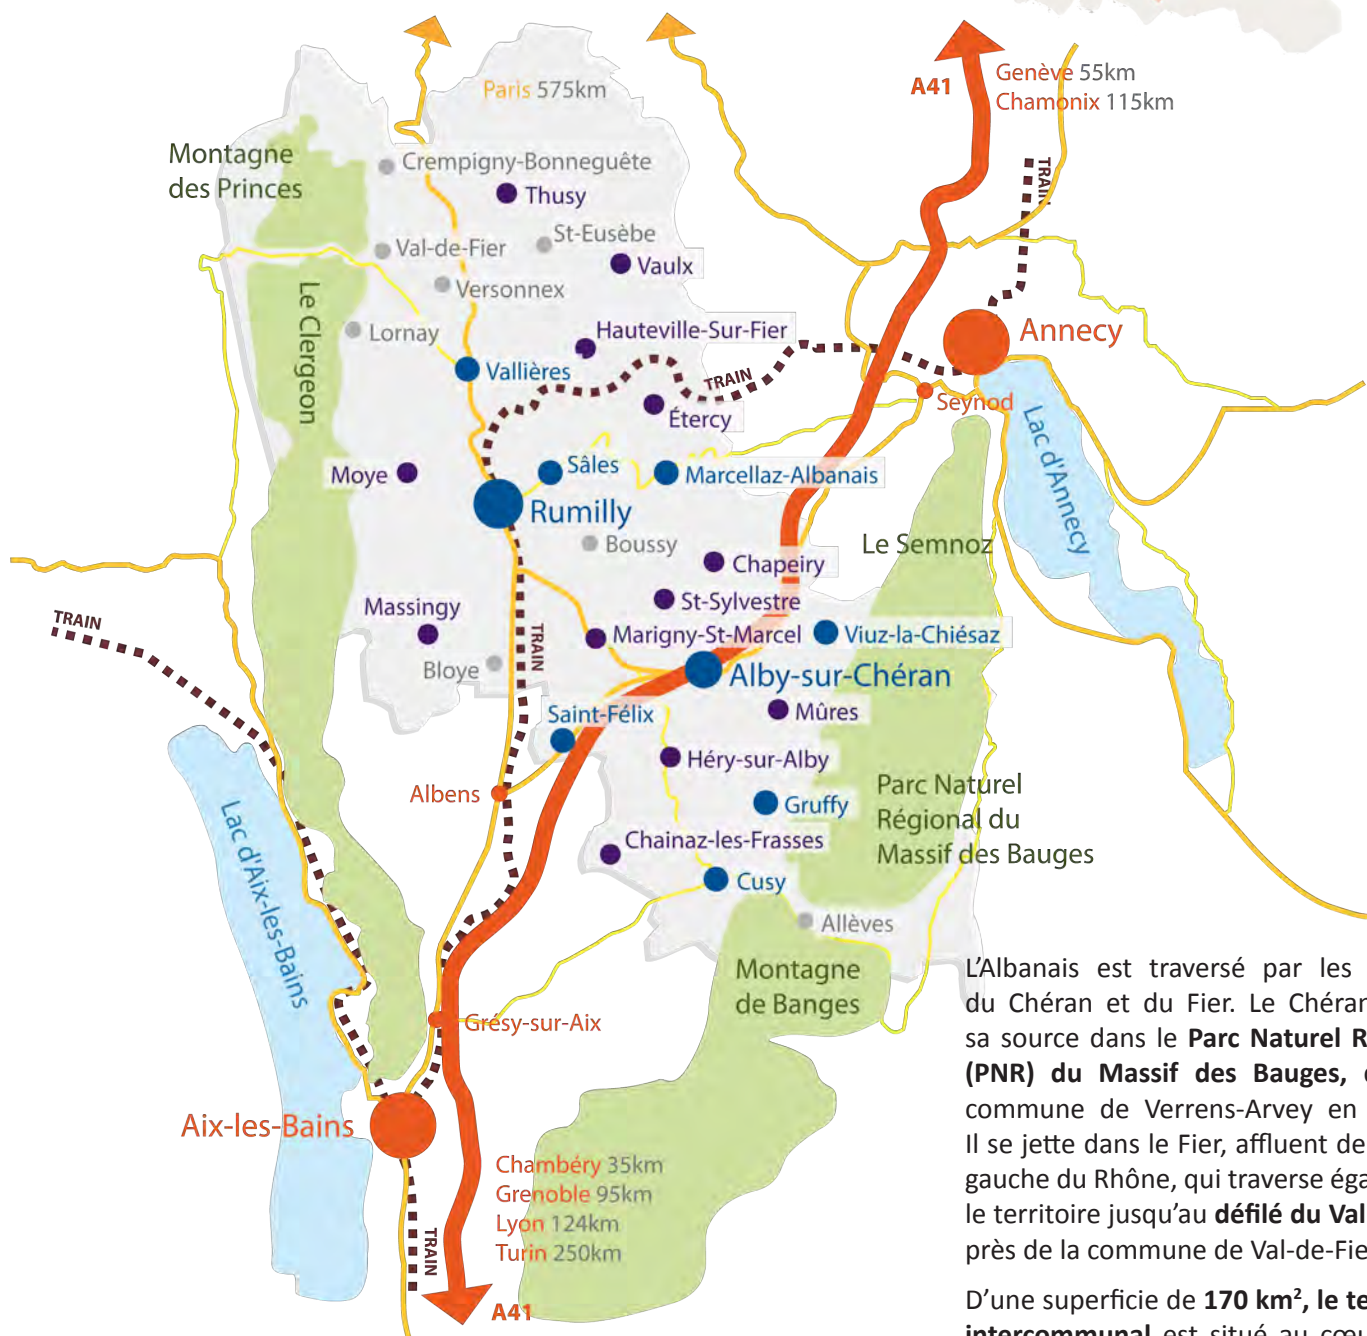 A41
Genève 55km
Chamonix 115km
Paris 575km
TRAIN
Montagne
des Princes
Crempigny-Bonneguête
Thusy
St-Eusèbe
Val-de-Fier
Vaulx
Versonnex
Le Clergeon
Lornay
Hauteville-Sur-Fier
Annecy
Vallières
TRAIN
Seynod
Étercy
Lac d'Annecy
Moye
Sâles
Marcellaz-Albanais
Rumilly
Boussy
Le Semnoz
Chapeiry
St-Sylvestre
Massingy
TRAIN
TRAIN
Marigny-St-Marcel
Viuz-la-Chiésaz
Bloye
Alby-sur-Chéran
Saint-Félix
Mûres
Héry-sur-Alby
Albens
Gruffy
Parc Naturel
Régional du
Massif des Bauges
Lac d'Aix-les-Bains
Chainaz-les-Frasses
Cusy
Allèves
Montagne
de Banges
Grésy-sur-Aix
Aix-les-Bains
Chambéry 35km
Grenoble 95km
Lyon 124km
Turin 250km
TRAIN
A41
L'Albanais est traversé par les
du Chéran et du Fier. Le Chéran
sa source dans le Parc Naturel R
(PNR) du Massif des Bauges,
commune de Verrens-Arvey en
Il se jette dans le Fier, affluent de
gauche du Rhône, qui traverse éga
le territoire jusqu'au défilé du Val
près de la commune de Val-de-Fie
D'une superficie de 170 km², le te
intercommunal est situé au cœu